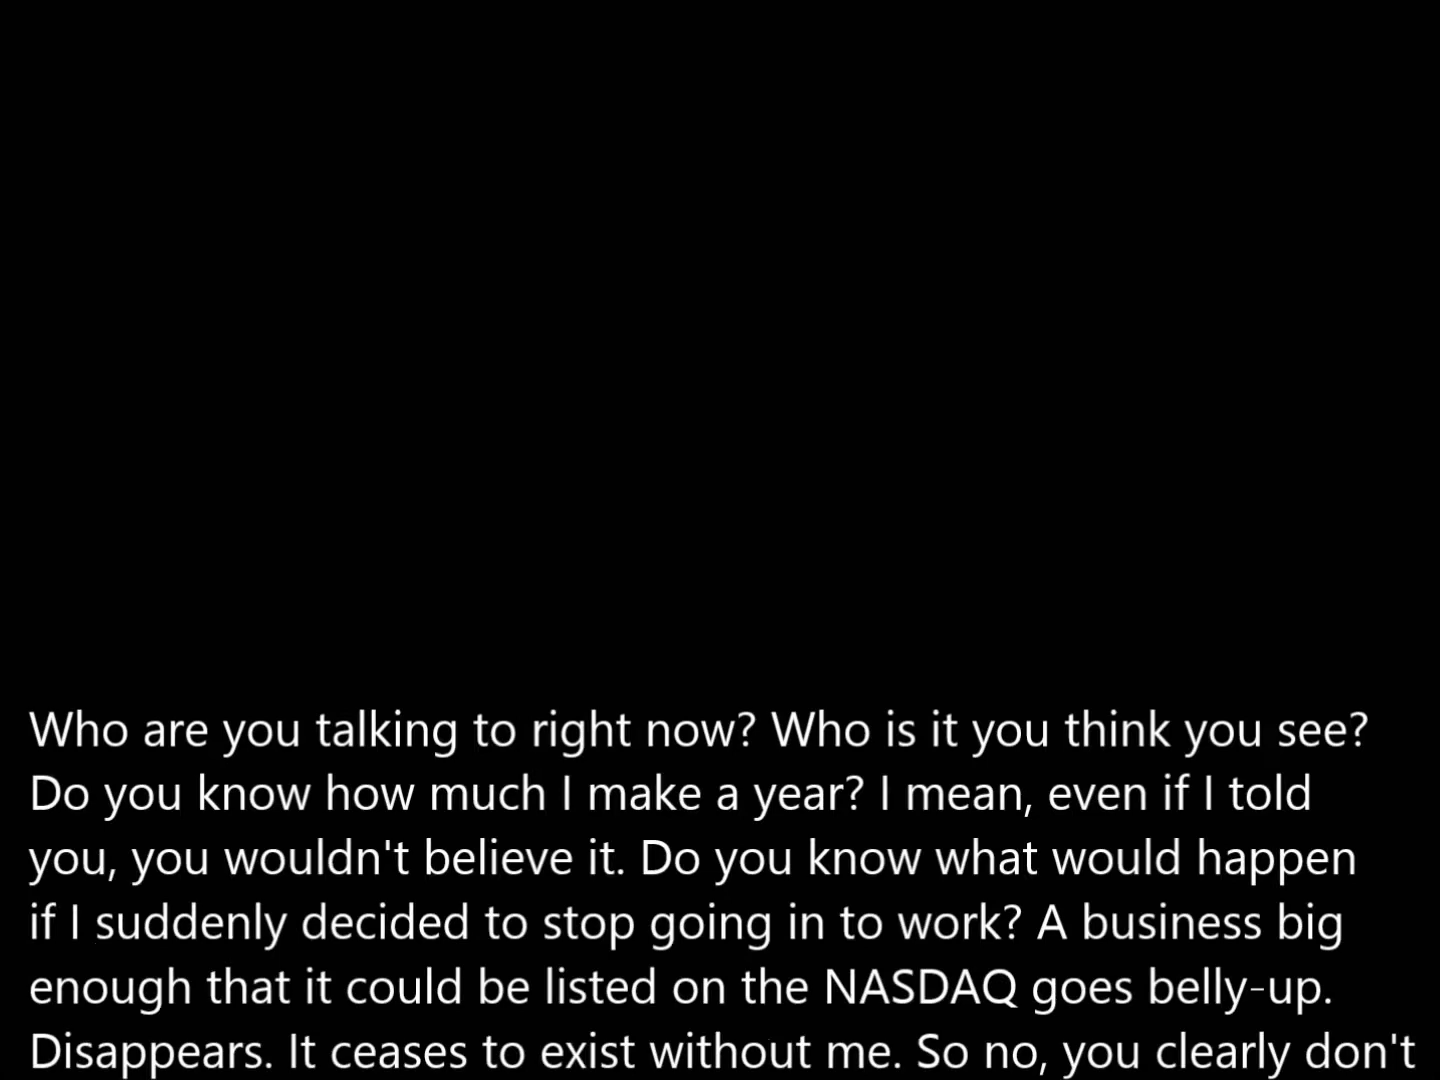 Who are you talking to right now? Who is it you think you see?
Do you know how much I make a year? I mean, even if I told
you, you wouldn't believe it. Do you know what would happen
if I suddenly decided to stop going in to work? A business big
enough that it could be listed on the NASDAQ goes belly-up.
Disappears. It ceases to exist without me. So no, you clearly don't